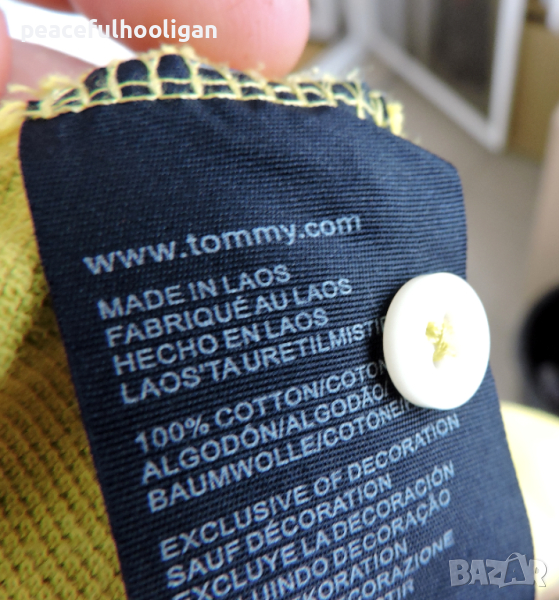 peacefulhooligan
www.tommy.com
MADE IN LAOS
FABRIQUÉ AU LAOS
HECHO EN LAOS
LAOS'TA URETILMISTIR
100% COTTON/COTON
ALGODÓN/ALGODÃO/
BAUMWOLLE/COTONE/
EXCLUSIVE OF DECORATION
SAUF DÉCORATION
EXCLUYE LA DECORACIÓN
EXCLUINDO DECORAÇÃO
BAZAR.bg